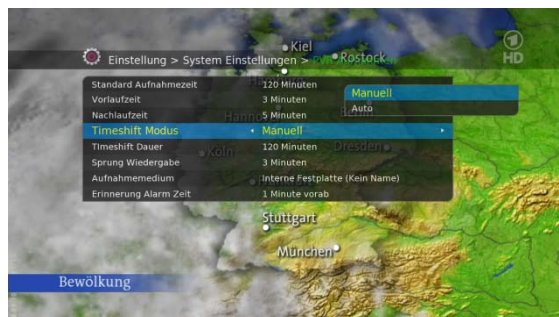 Kiel
Einstellung > System Einstellungen >
Rostock
1
HD
Standard Aufnahmezeit 120 Minuten
Manuell
Vorlaufzeit 3 Minuten
Auto
Nachlaufzeit 5 Minuten
Timeshift Modus Manuell
Dresden
Köln
TImeshift Dauer 120 Minuten
Sprung Wiedergabe 3 Minuten
Aufnahmemedium Interne Festplatte (Kein Name)
Erinnerung Alarm Zeit 1 Minute vorab
Stuttgart
München
Bewölkung